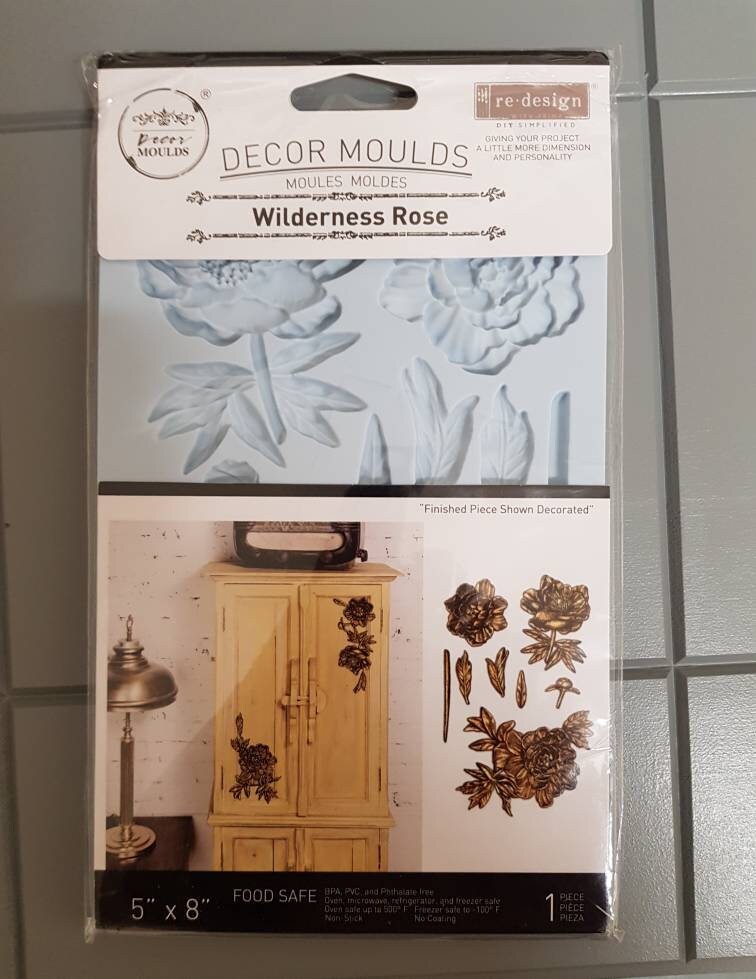 ®
Decor
MOULDS
re·design
WITH PRIMA
®
DIY SIMPLIFIED
GIVING YOUR PROJECT
A LITTLE MORE DIMENSION
AND PERSONALITY
DECOR MOULDS
MOULES MOLDES
Wilderness Rose
"Finished Piece Shown Decorated"
5" x 8"
FOOD SAFE
BPA, PVC, and Phthalate free
Oven, microwave, refrigerator, and freezer safe
Oven safe up to 500° F Freezer safe to -100° F
Non-Stick No Coating
1 PIECE
PIÈCE
PIEZA